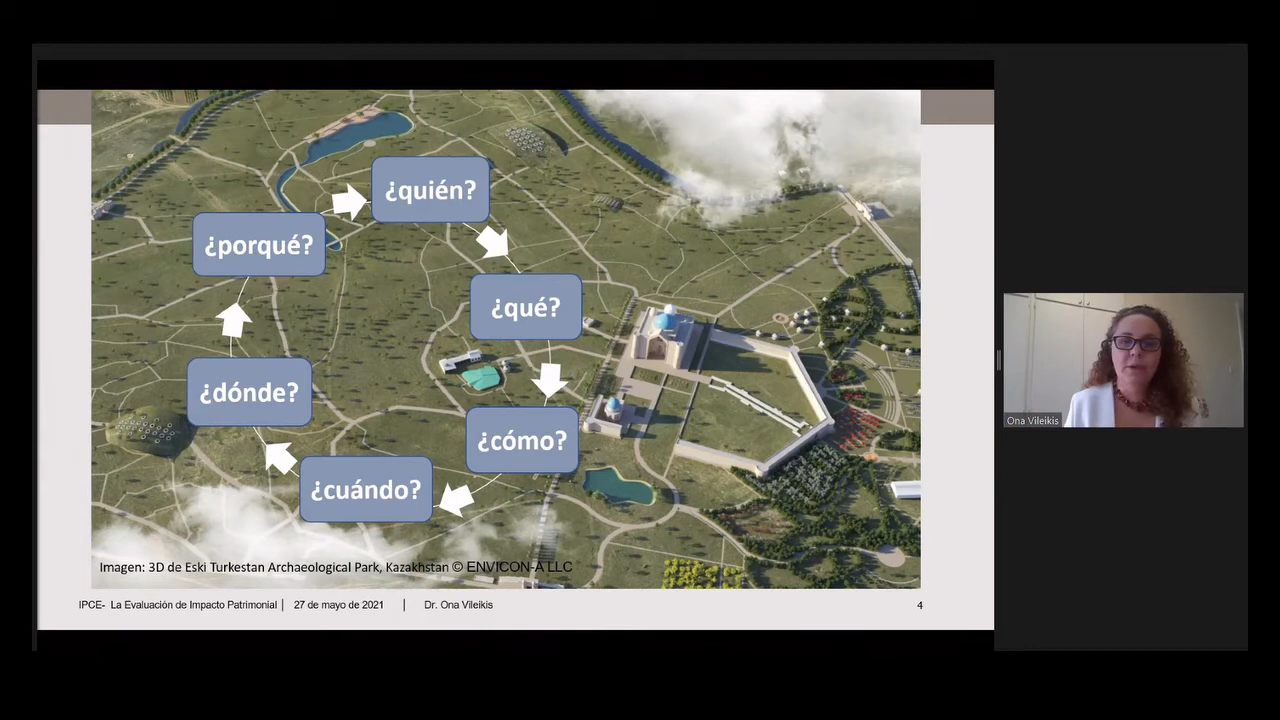 ¿quién?
¿porqué?
¿qué?
¿dónde?
¿cómo?
¿cuándo?
Imagen: 3D de Eski Turkestan Archaeological Park, Kazakhstan © ENVICON-A LLC
IPCE- La Evaluación de Impacto Patrimonial | 27 de mayo de 2021 | Dr. Ona Vileikis
4
Ona Vileikis